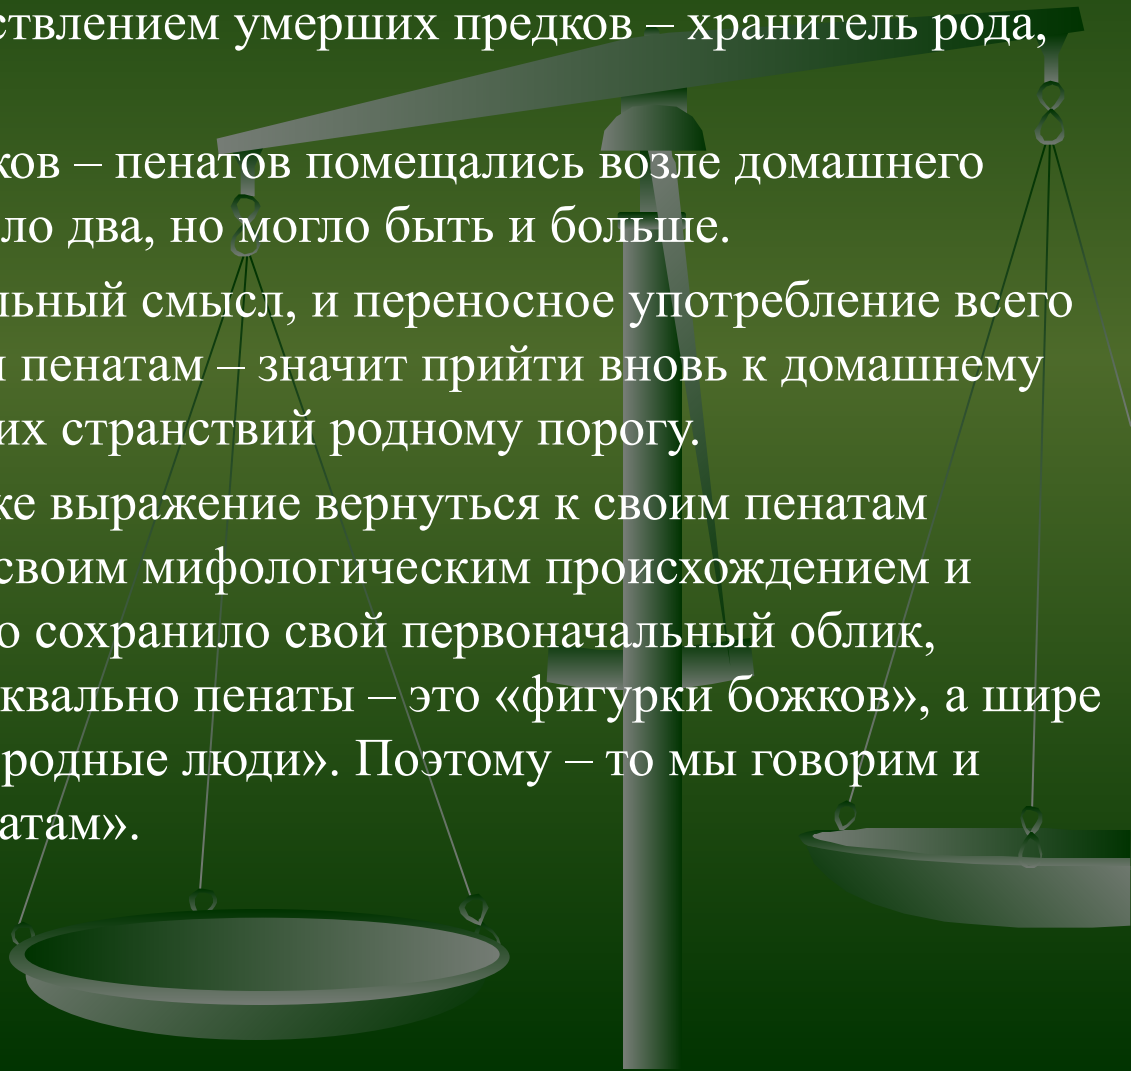 ствлением умерших предков – хранитель рода,
ков – пенатов помещались возле домашнего
ло два, но могло быть и больше.
льный смысл, и переносное употребление всего
пенатам – значит прийти вновь к домашнему
их странствий родному порогу.
же выражение вернуться к своим пенатам
своим мифологическим происхождением и
о сохранило свой первоначальный облик,
квально пенаты – это «фигурки божков», а шире
родные люди». Поэтому – то мы говорим и
атам».